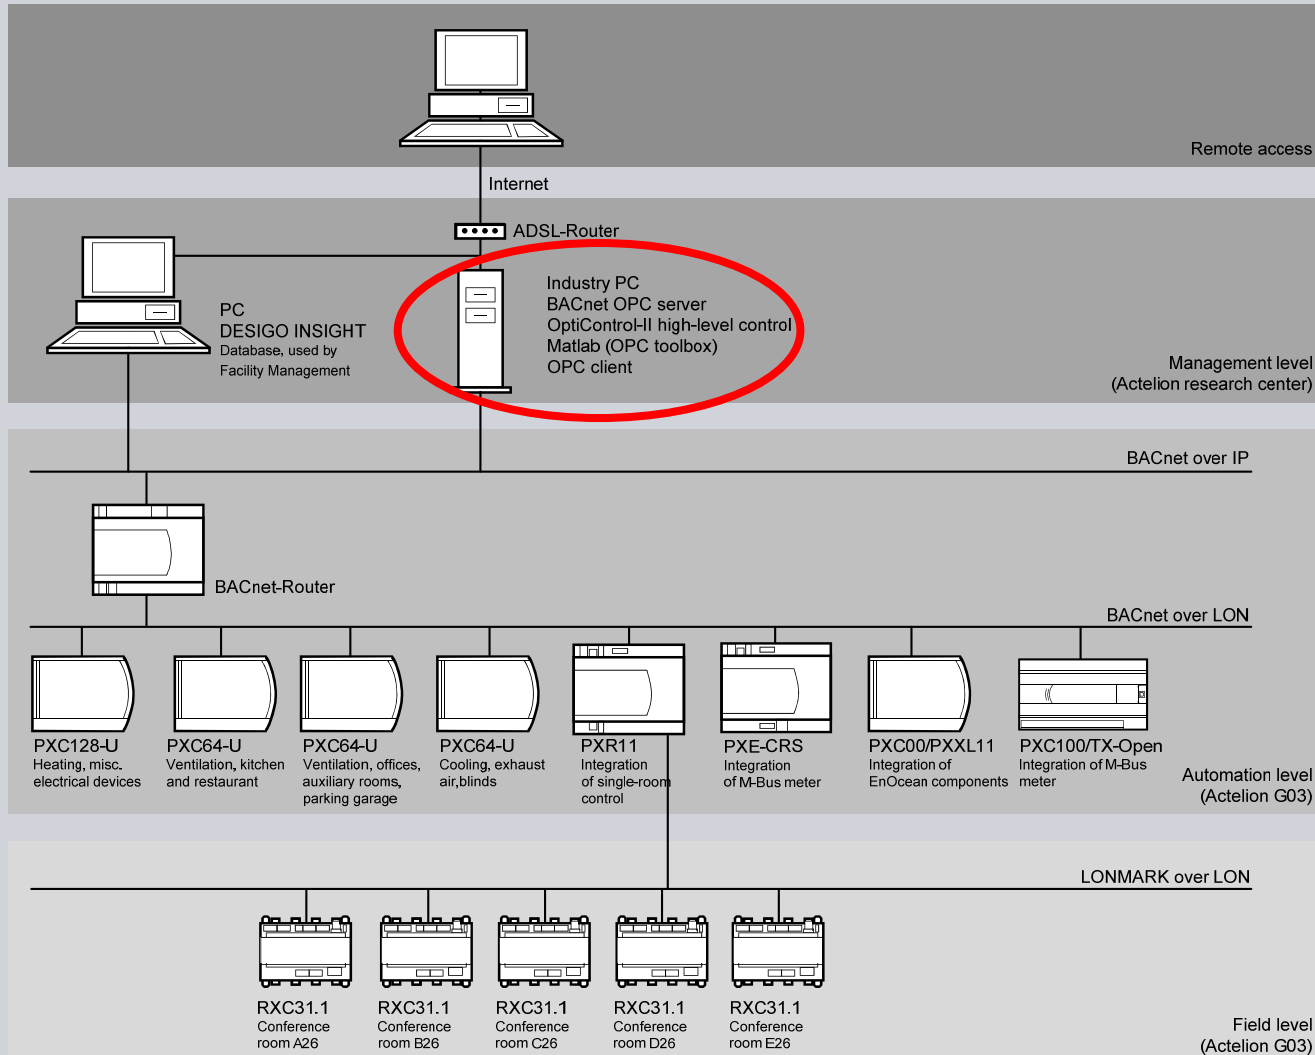 Remote access
Internet
ADSL-Router
Industry PC
BACnet OPC server
OptiControl-II high-level control
Matlab (OPC toolbox)
OPC client
PC
DESIGO INSIGHT
Database, used by
Facility Management
Management level
(Actelion research center)
BACnet over IP
BACnet-Router
BACnet over LON
PXC128-U
Heating, misc.
electrical devices
PXC64-U
Ventilation, kitchen
and restaurant
PXC64-U
Ventilation, offices,
auxiliary rooms,
parking garage
PXC64-U
Cooling, exhaust
air,blinds
PXR11
Integration
of single-room
control
PXE-CRS
Integration
of M-Bus meter
PXC00/PXXL11
Integration of
EnOcean components
PXC100/TX-Open
Integration of M-Bus
meter
Automation level
(Actelion G03)
LONMARK over LON
RXC31.1
Conference
room A26
RXC31.1
Conference
room B26
RXC31.1
Conference
room C26
RXC31.1
Conference
room D26
RXC31.1
Conference
room E26
Field level
(Actelion G03)